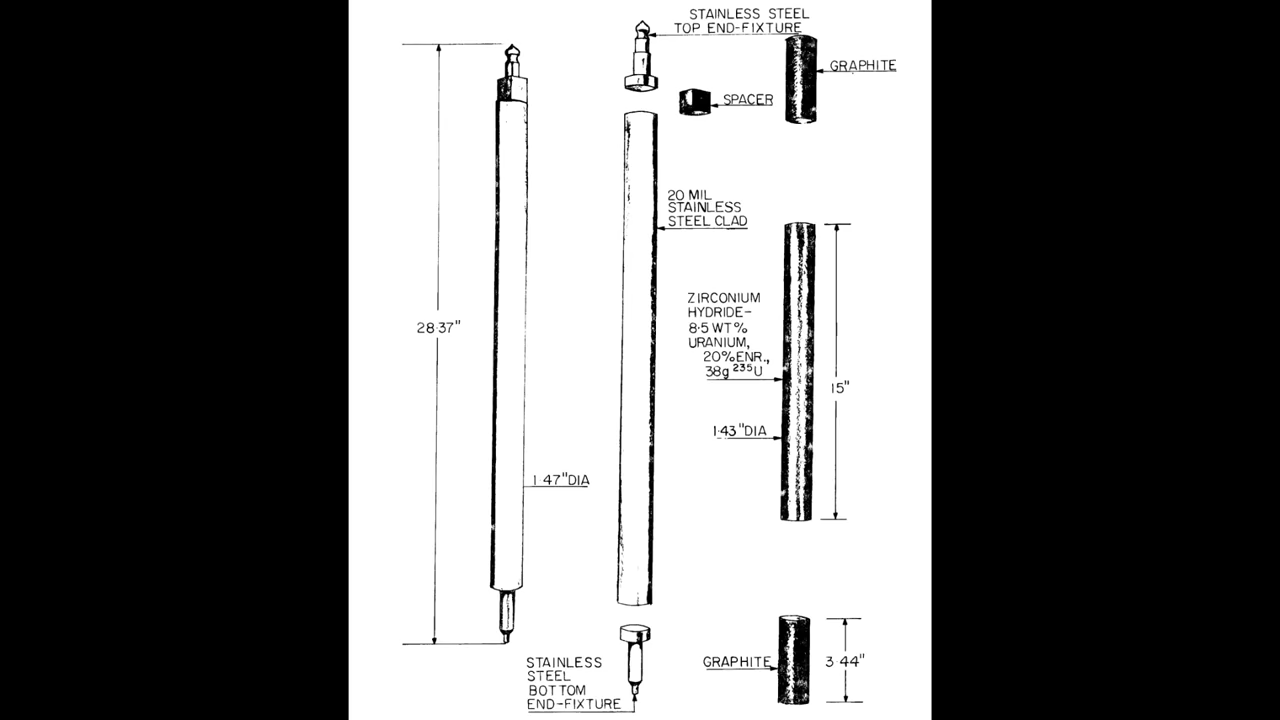 STAINLESS STEEL
TOP END-FIXTURE
GRAPHITE
SPACER
20 MIL
STAINLESS
STEEL CLAD
ZIRCONIUM
HYDRIDE-
8·5 WT %
URANIUM,
20% ENR.,
38g ²³⁵U
28·37"
15"
1·43" DIA
1·47" DIA
STAINLESS
STEEL
BOTTOM
END-FIXTURE
GRAPHITE
3·44"